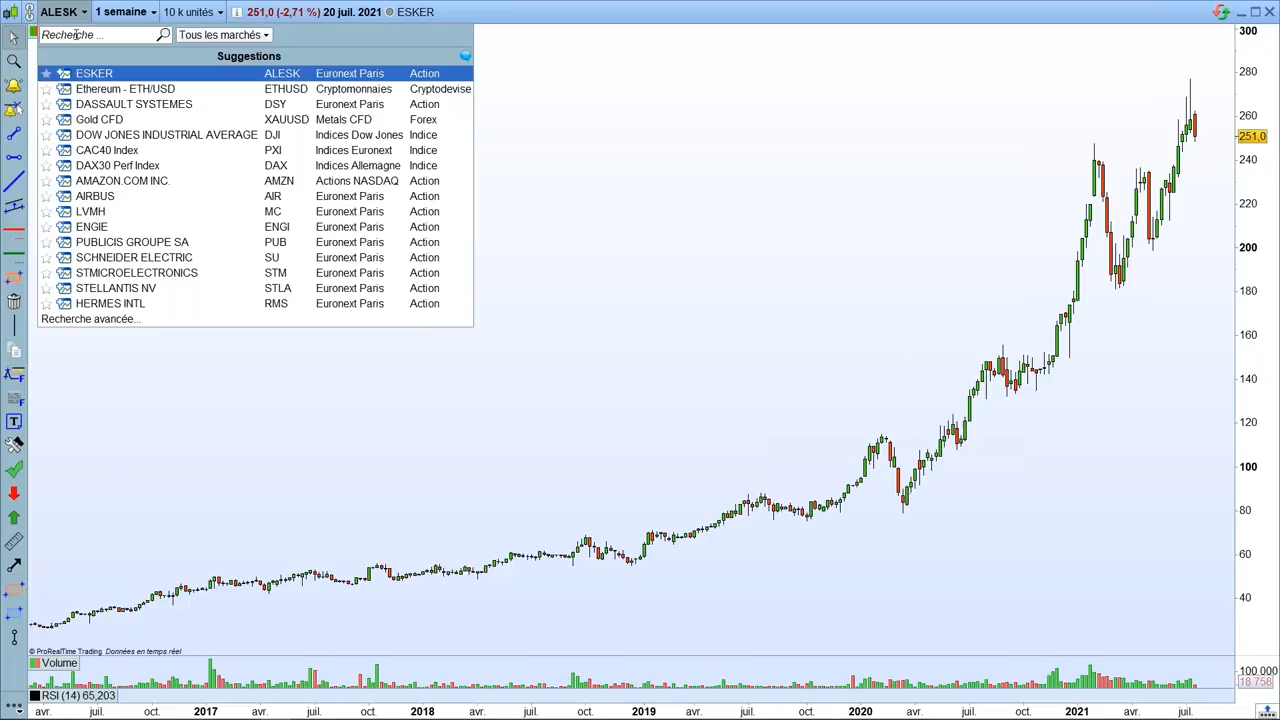 ALESK 1 semaine 10 k unités 251,0 (-2,71 %) 20 juil. 2021 ESKER
Recherche ... Tous les marchés
Suggestions
ESKER ALESK Euronext Paris Action
Ethereum - ETH/USD ETHUSD Cryptomonnaies Cryptodevise
DASSAULT SYSTEMES DSY Euronext Paris Action
Gold CFD XAUUSD Metals CFD Forex
DOW JONES INDUSTRIAL AVERAGE DJI Indices Dow Jones Indice
CAC40 Index PXI Indices Euronext Indice
DAX30 Perf Index DAX Indices Allemagne Indice
AMAZON.COM INC. AMZN Actions NASDAQ Action
AIRBUS AIR Euronext Paris Action
LVMH MC Euronext Paris Action
ENGIE ENGI Euronext Paris Action
PUBLICIS GROUPE SA PUB Euronext Paris Action
SCHNEIDER ELECTRIC SU Euronext Paris Action
STMICROELECTRONICS STM Euronext Paris Action
STELLANTIS NV STLA Euronext Paris Action
HERMES INTL RMS Euronext Paris Action
Recherche avancée...
300
280
260
251,0
240
220
200
180
160
140
120
100
80
60
40
© ProRealTime Trading Données en temps réel
Volume
100 000
18 758
RSI (14) 65,203
avr. juil. oct. 2017 avr. juil. oct. 2018 avr. juil. oct. 2019 avr. juil. oct. 2020 avr. juil. oct. 2021 avr. juil.